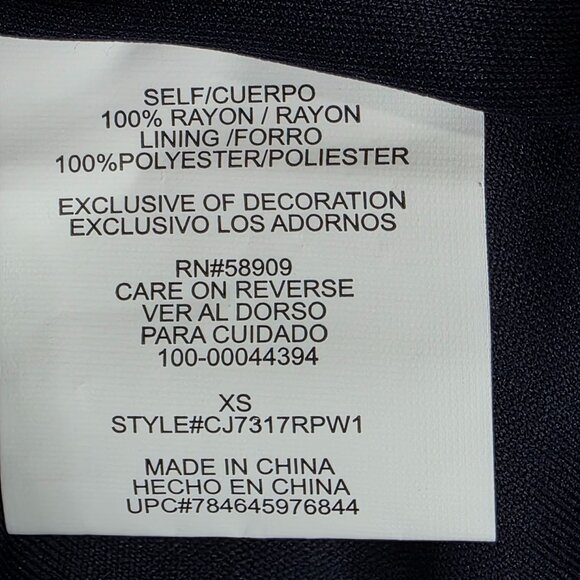 SELF/CUERPO
100% RAYON / RAYON
LINING /FORRO
100%POLYESTER/POLIESTER
EXCLUSIVE OF DECORATION
EXCLUSIVO LOS ADORNOS
RN#58909
CARE ON REVERSE
VER AL DORSO
PARA CUIDADO
100-00044394
XS
STYLE#CJ7317RPW1
MADE IN CHINA
HECHO EN CHINA
UPC#784645976844